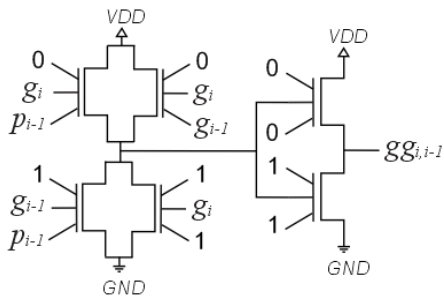 VDD
VDD
0
0
0
g_i
g_i
p_{i-1}
g_{i-1}
0
gg_{i,i-1}
1
1
1
g_{i-1}
g_i
p_{i-1}
1
1
GND
GND